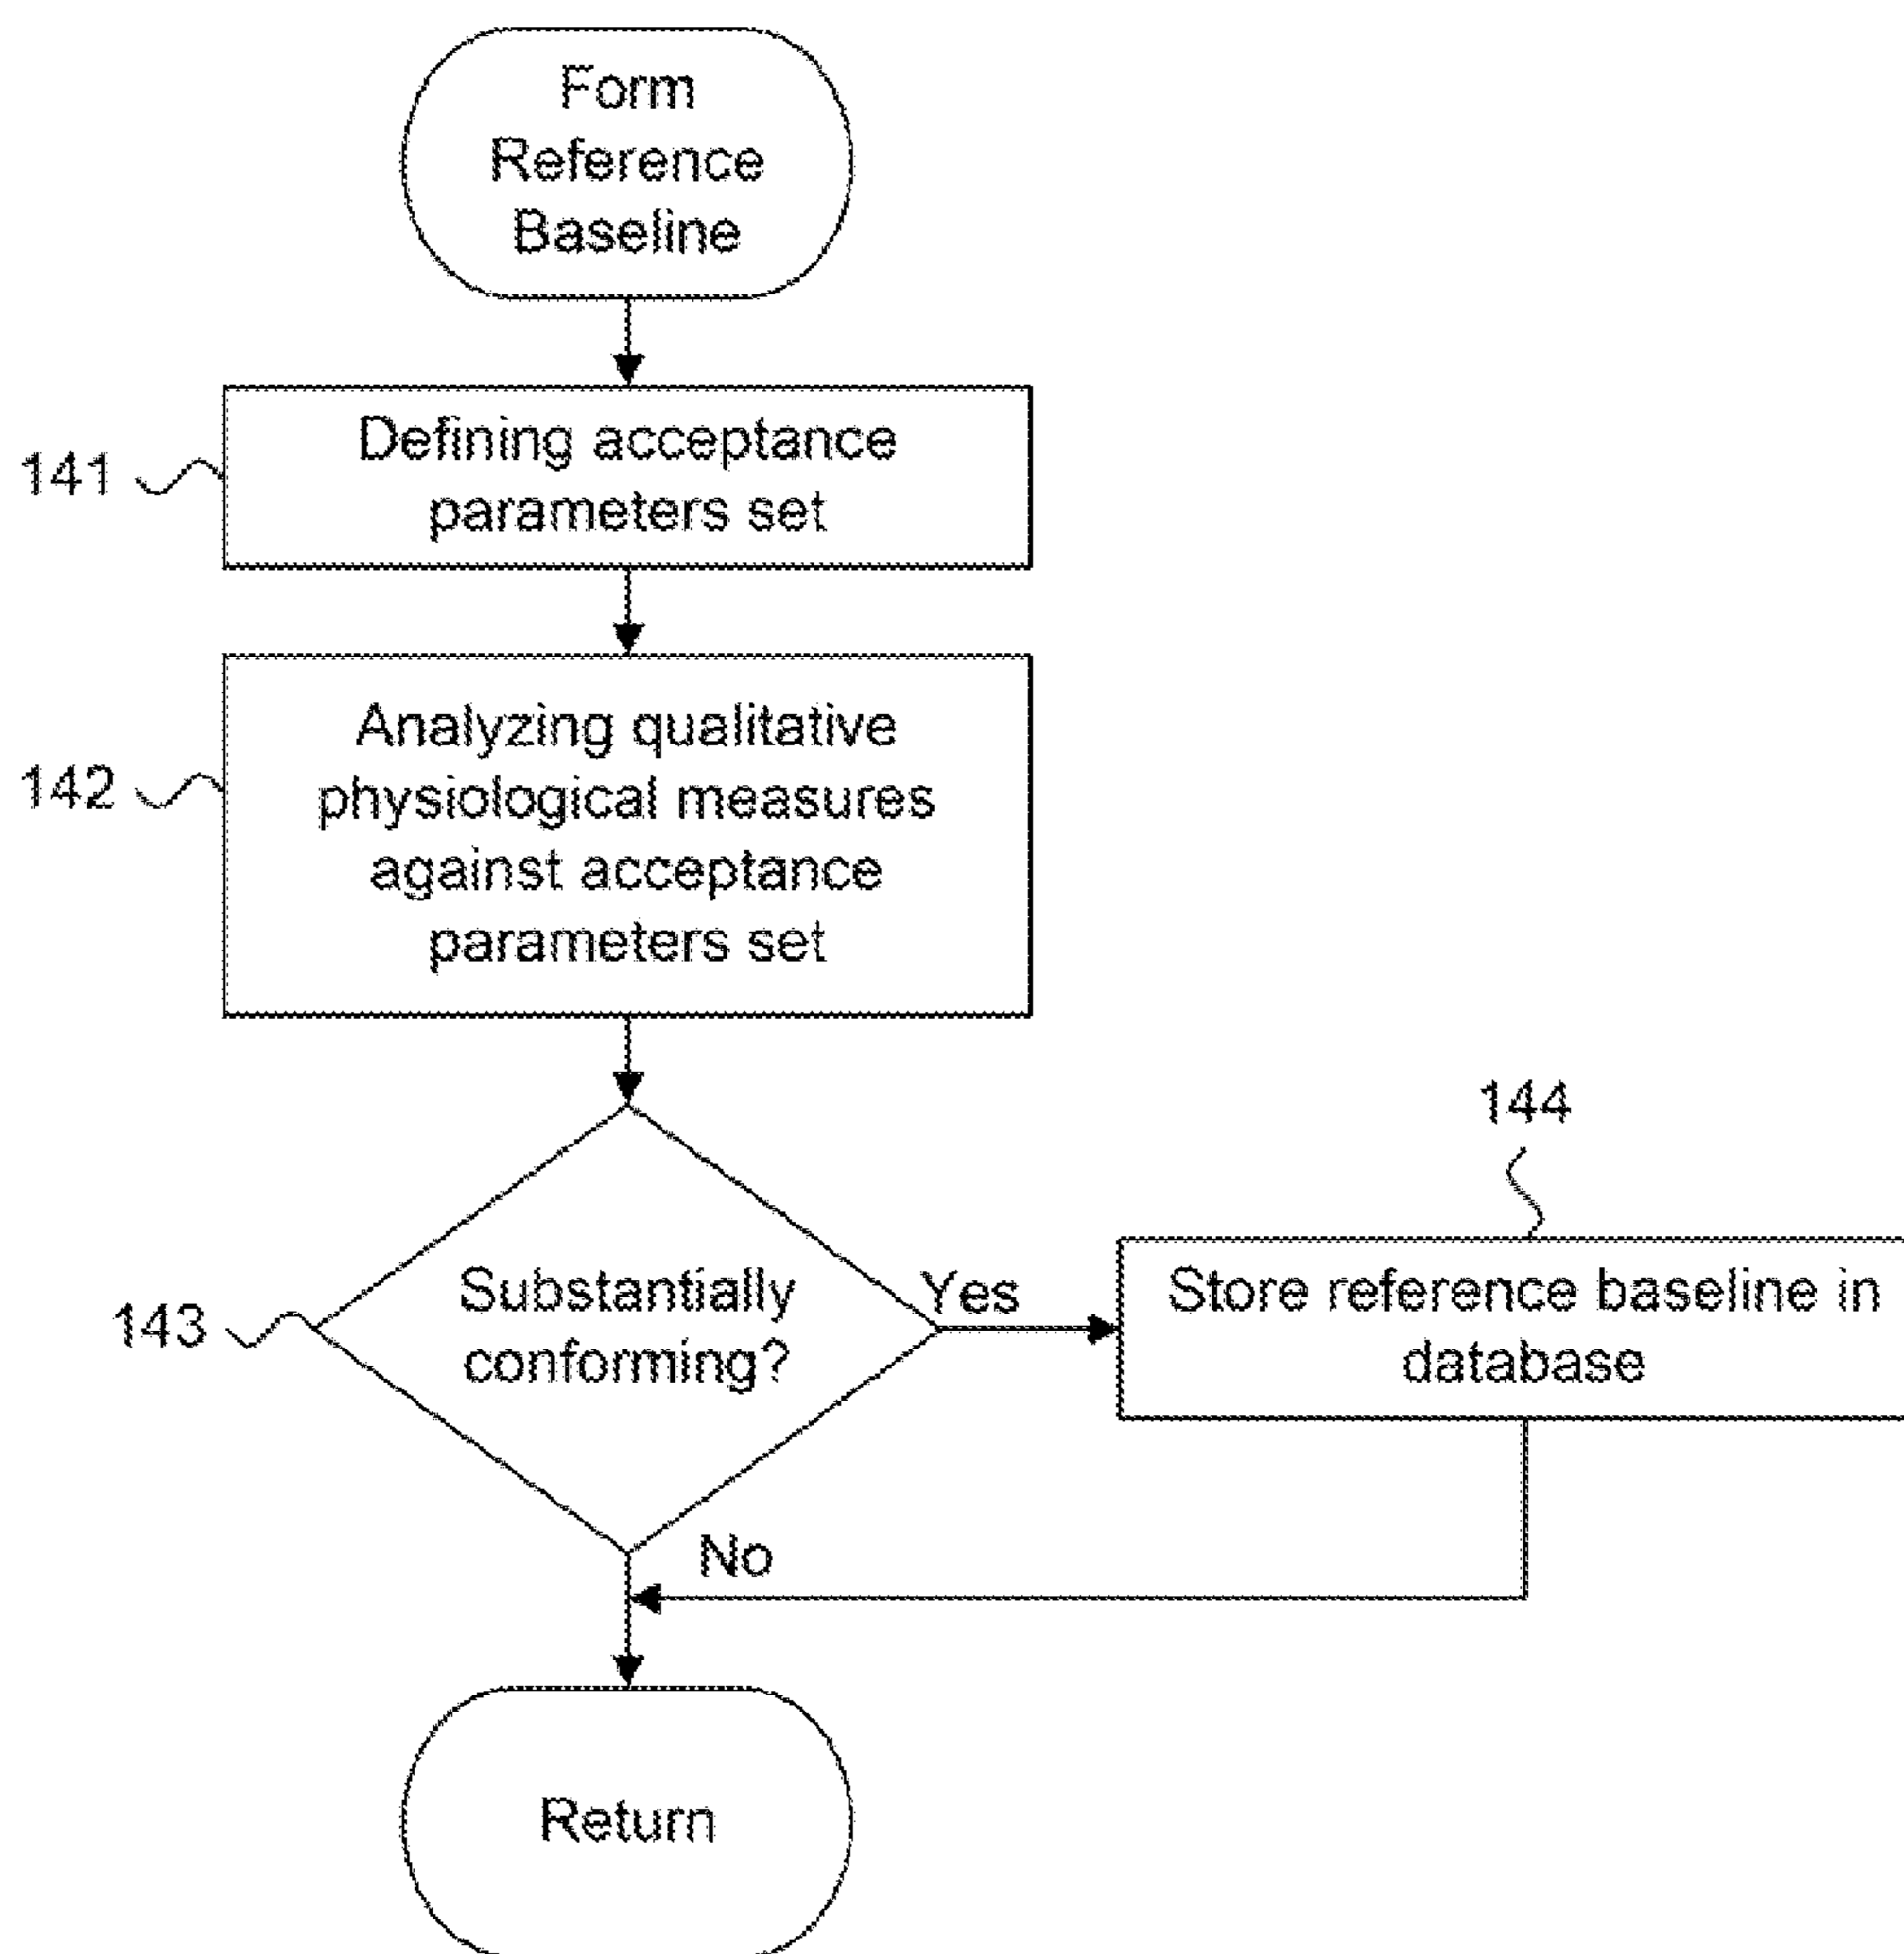 Form
Reference
Baseline
141
Defining acceptance
parameters set
142
Analyzing qualitative
physiological measures
against acceptance
parameters set
144
143
Substantially
conforming?
Yes
Store reference baseline in
database
No
Return